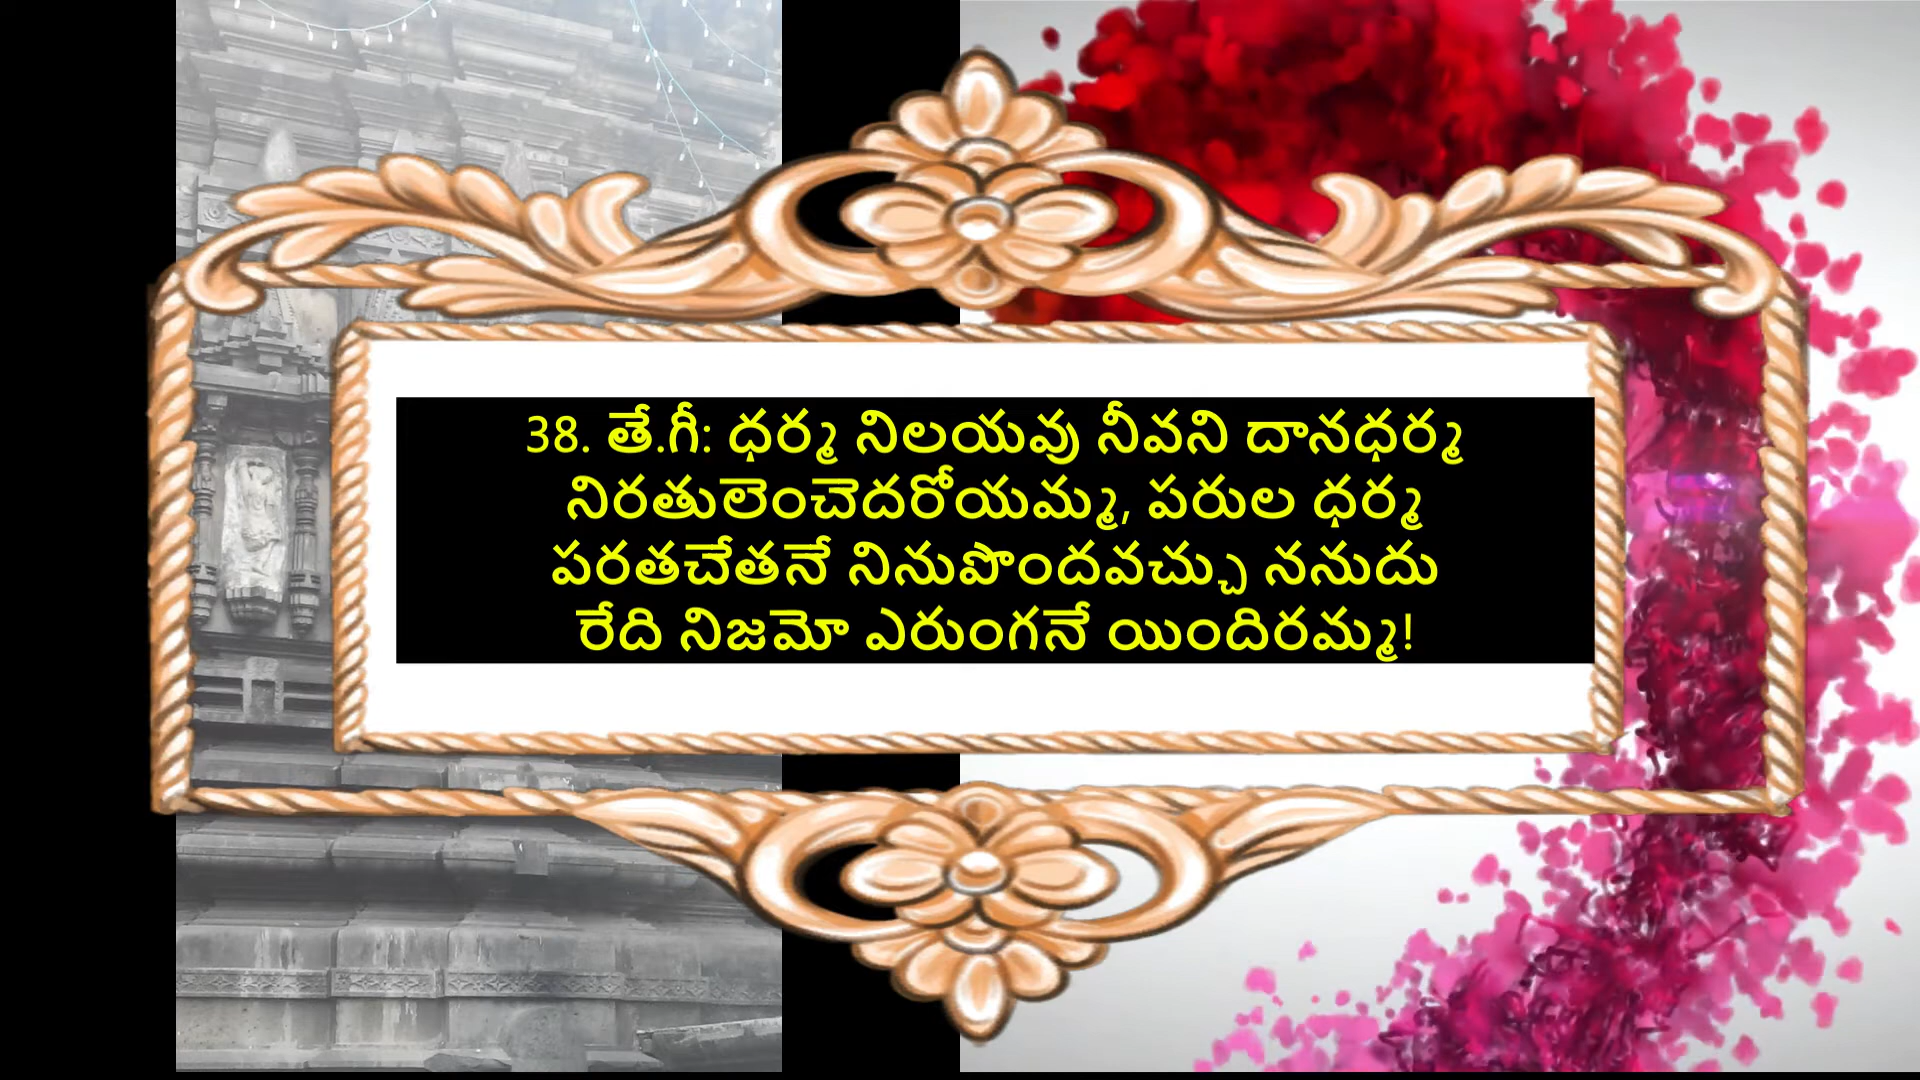 38. తే.గీ: ధర్మ నిలయవు నీవని దానధర్మ
నిరతులెంచెదరోయమ్మ, పరుల ధర్మ
పరతచేతనే నినుపొందవచ్చు ననుదు
రేది నిజమో ఎరుంగనే యిందిరమ్మ!